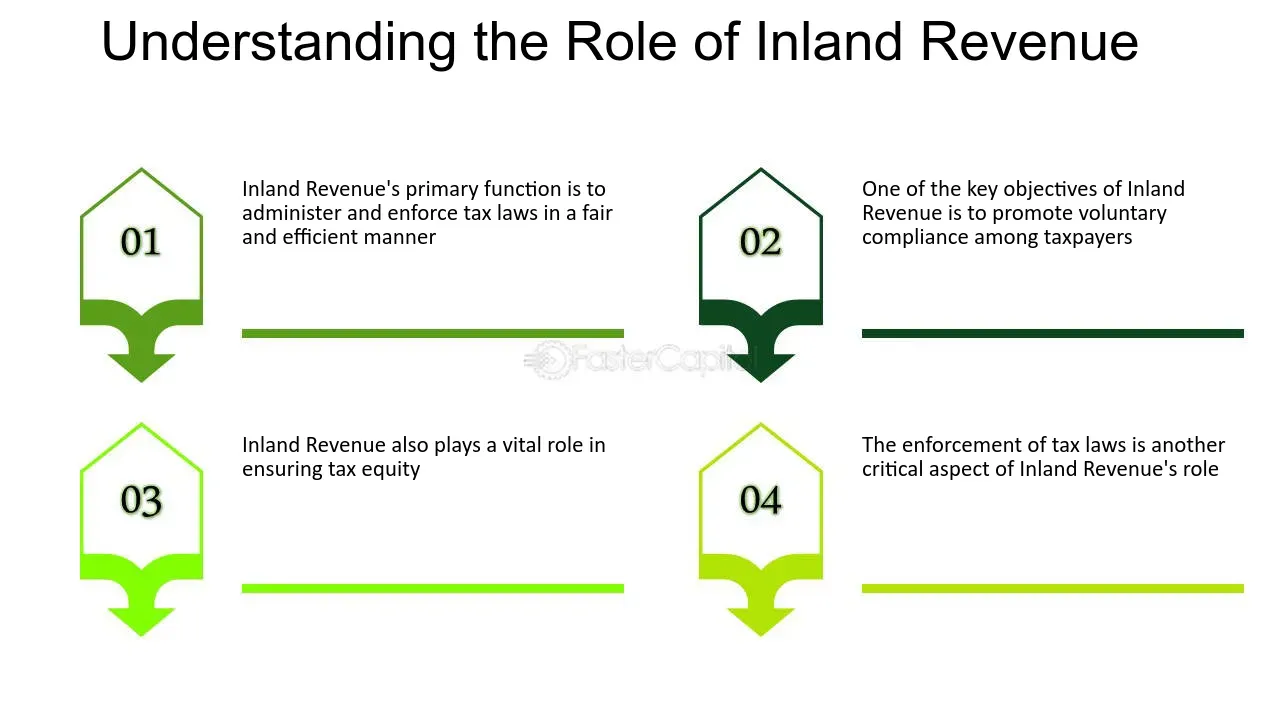 Understanding the Role of Inland Revenue
01
Inland Revenue's primary function is to
administer and enforce tax laws in a fair
and efficient manner
02
One of the key objectives of Inland
Revenue is to promote voluntary
compliance among taxpayers
FasterCapital
03
Inland Revenue also plays a vital role in
ensuring tax equity
04
The enforcement of tax laws is another
critical aspect of Inland Revenue's role